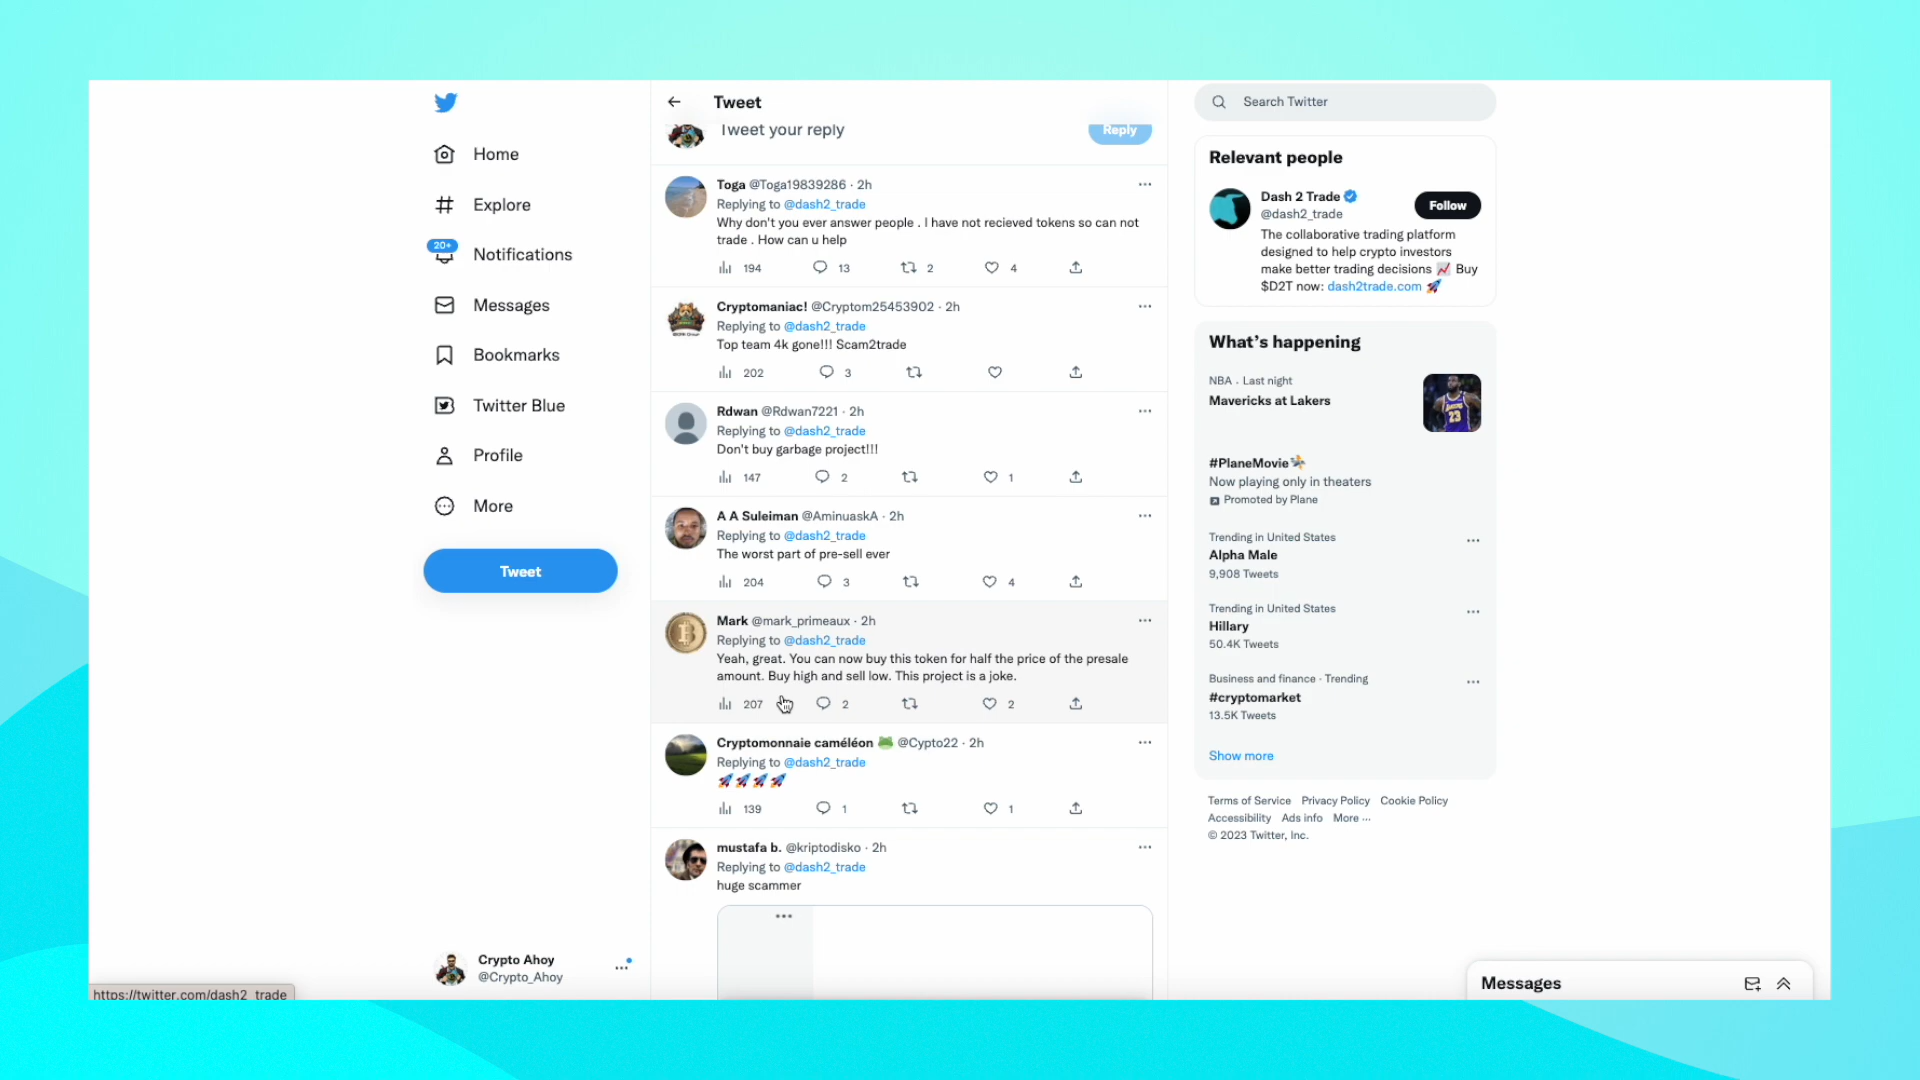 Home
Explore
20+
Notifications
Messages
Bookmarks
Twitter Blue
Profile
More
Tweet
Crypto Ahoy
@Crypto_Ahoy
https://twitter.com/dash2_trade
Tweet
Tweet your reply
Reply
Toga @Toga19839286 · 2h
Replying to @dash2_trade
Why don't you ever answer people . I have not recieved tokens so can not
trade . How can u help
194 13 2 4
Cryptomaniac! @Cryptom25453902 · 2h
Replying to @dash2_trade
Top team 4k gone!!! Scam2trade
202 3
Rdwan @Rdwan7221 · 2h
Replying to @dash2_trade
Don't buy garbage project!!!
147 2 1
A A Suleiman @AminuaskA · 2h
Replying to @dash2_trade
The worst part of pre-sell ever
204 3 4
Mark @mark_primeaux · 2h
Replying to @dash2_trade
Yeah, great. You can now buy this token for half the price of the presale
amount. Buy high and sell low. This project is a joke.
207 2 2
Cryptomonnaie caméléon 🐸 @Cypto22 · 2h
Replying to @dash2_trade
🚀🚀🚀🚀
139 1 1
mustafa b. @kriptodisko · 2h
Replying to @dash2_trade
huge scammer
Search Twitter
Relevant people
Dash 2 Trade
@dash2_trade
Follow
The collaborative trading platform
designed to help crypto investors
make better trading decisions 📈 Buy
$D2T now: dash2trade.com 🚀
What's happening
NBA · Last night
Mavericks at Lakers
LAKERS
23
#PlaneMovie
Now playing only in theaters
Promoted by Plane
Trending in United States
Alpha Male
9,908 Tweets
Trending in United States
Hillary
50.4K Tweets
Business and finance · Trending
#cryptomarket
13.5K Tweets
Show more
Terms of Service Privacy Policy Cookie Policy
Accessibility Ads info More ···
© 2023 Twitter, Inc.
Messages